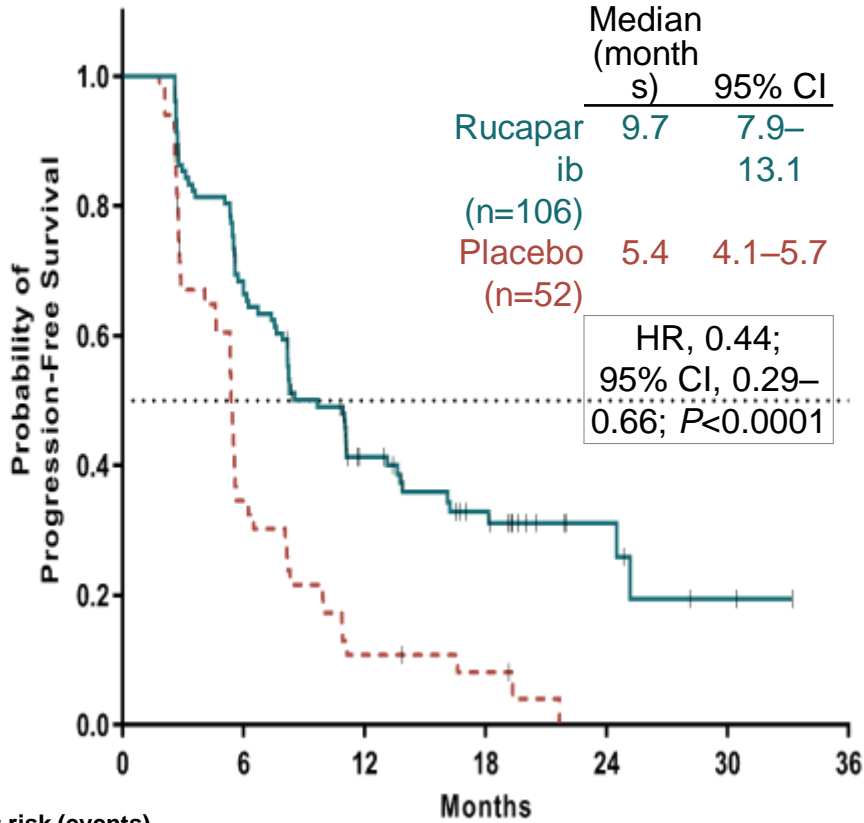 Median
(month
s) 95% CI
Rucapar 9.7 7.9–
ib 13.1
(n=106)
Placebo 5.4 4.1–5.7
(n=52)
HR, 0.44;
95% CI, 0.29–
0.66; P<0.0001
Probability of
Progression-Free Survival
1.0
0.8
0.6
0.4
0.2
0.0
0 6 12 18 24 30 36
Months
risk (events)